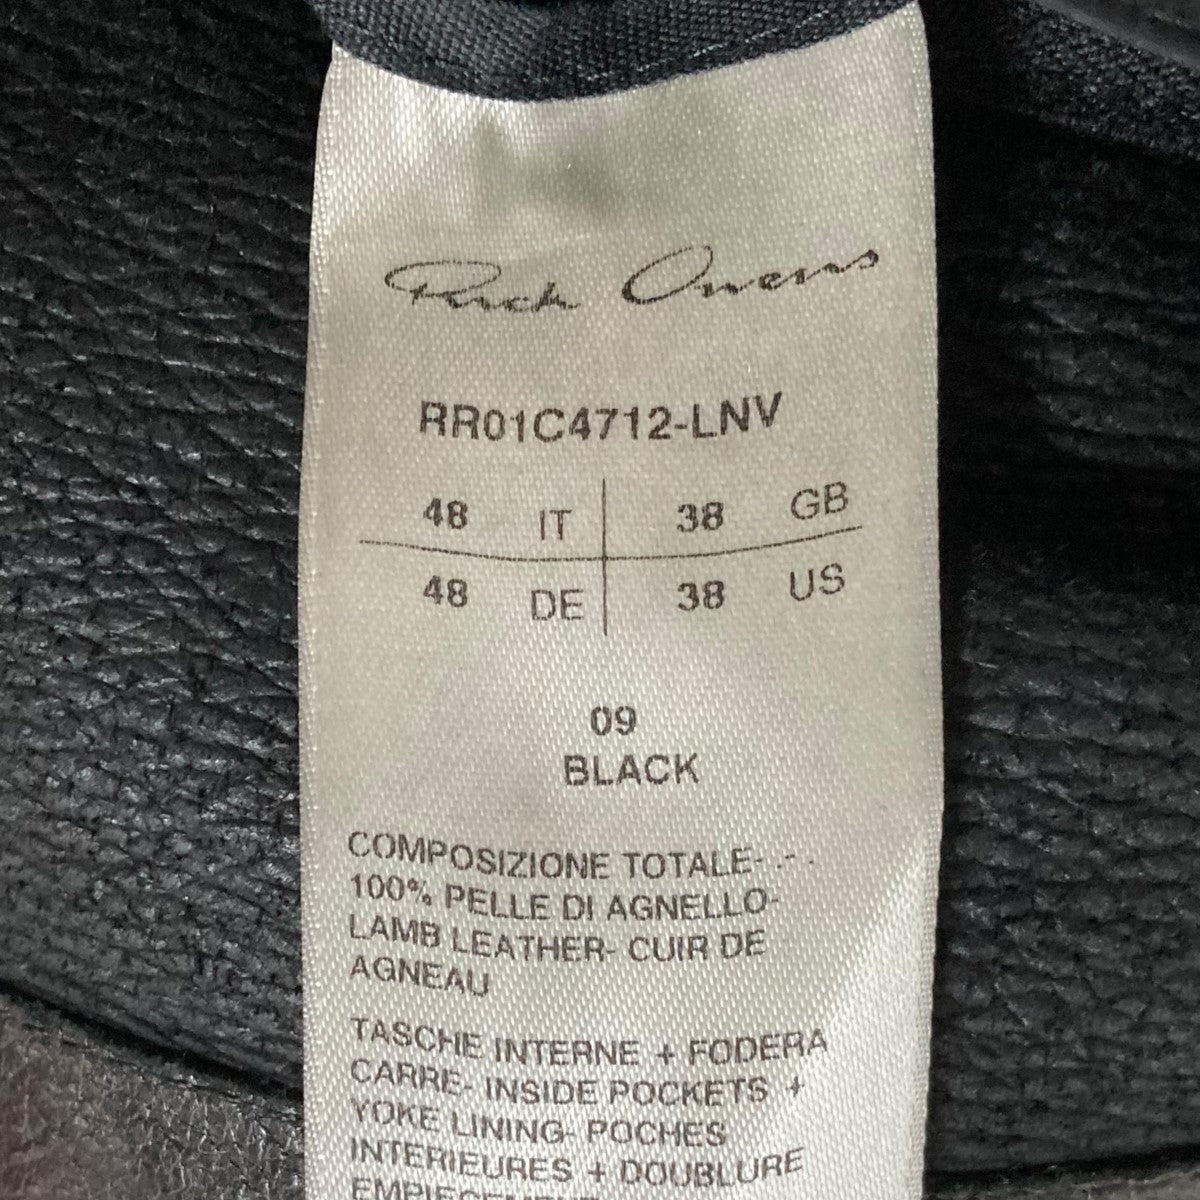 Rick Owens
RR01C4712-LNV
48 IT 38 GB
48 DE 38 US
09
BLACK
COMPOSIZIONE TOTALE- .- .
100% PELLE DI AGNELLO-
LAMB LEATHER- CUIR DE
AGNEAU
TASCHE INTERNE + FODERA
CARRE- INSIDE POCKETS +
YOKE LINING- POCHES
INTERIEURES + DOUBLURE
EMPIECEMENT